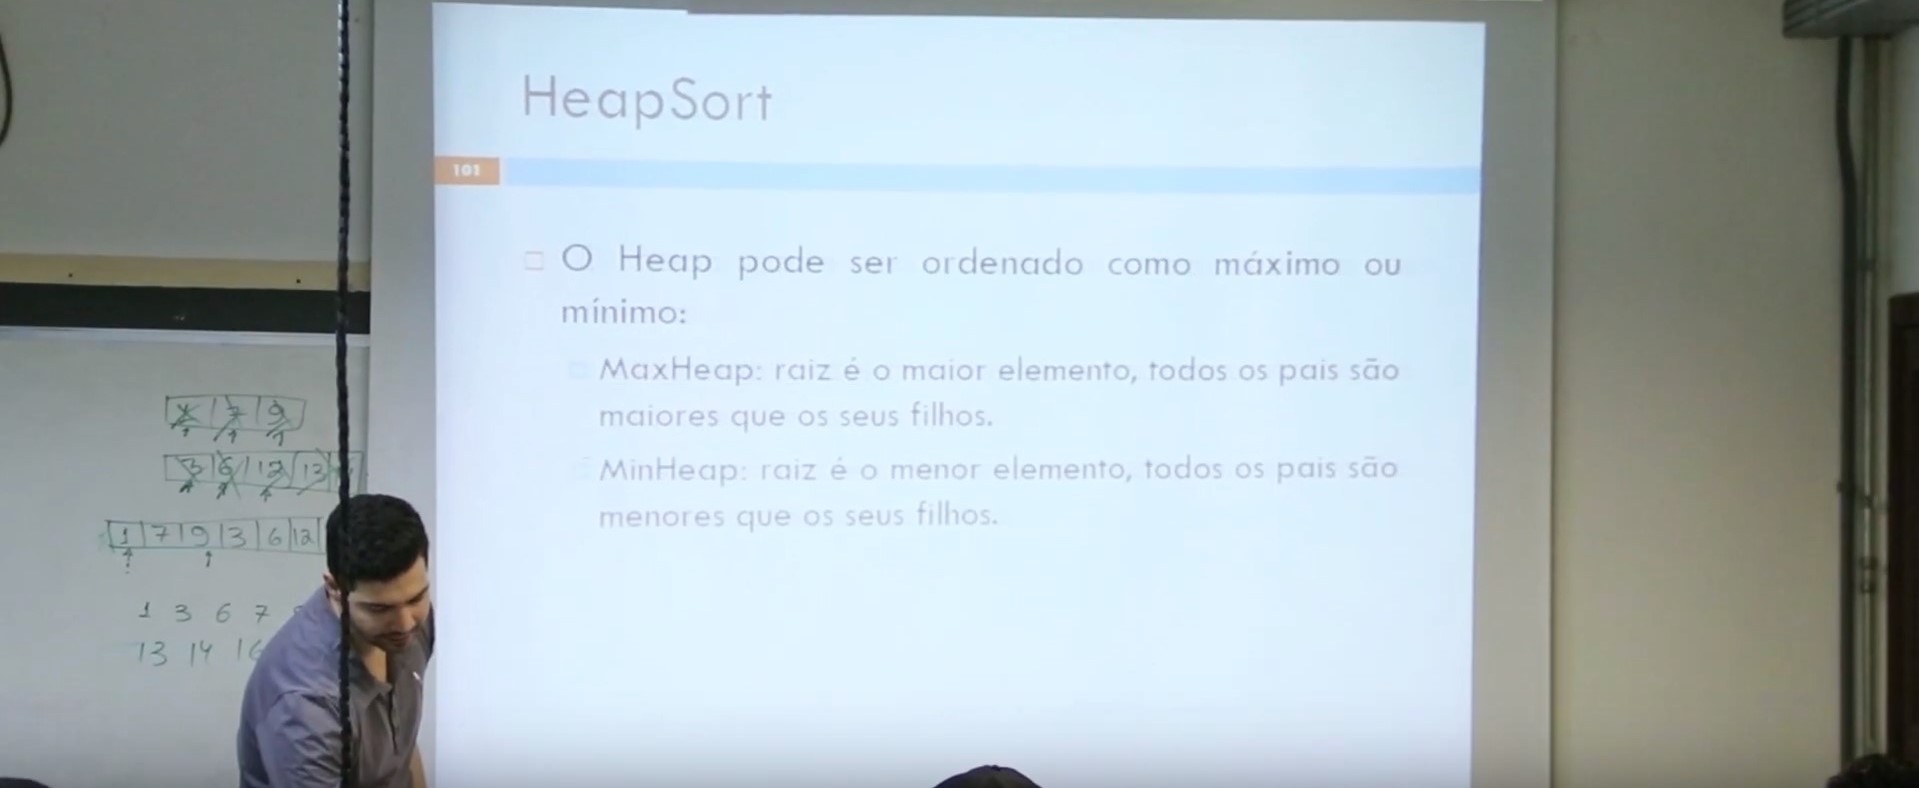 HeapSort
101
O Heap pode ser ordenado como máximo ou
mínimo:
MaxHeap: raiz é o maior elemento, todos os pais são
maiores que os seus filhos.
MinHeap: raiz é o menor elemento, todos os pais são
menores que os seus filhos.
7 9
3 6 12 13
1 7 9 3 6 12
1 3 6 7
13 14 16